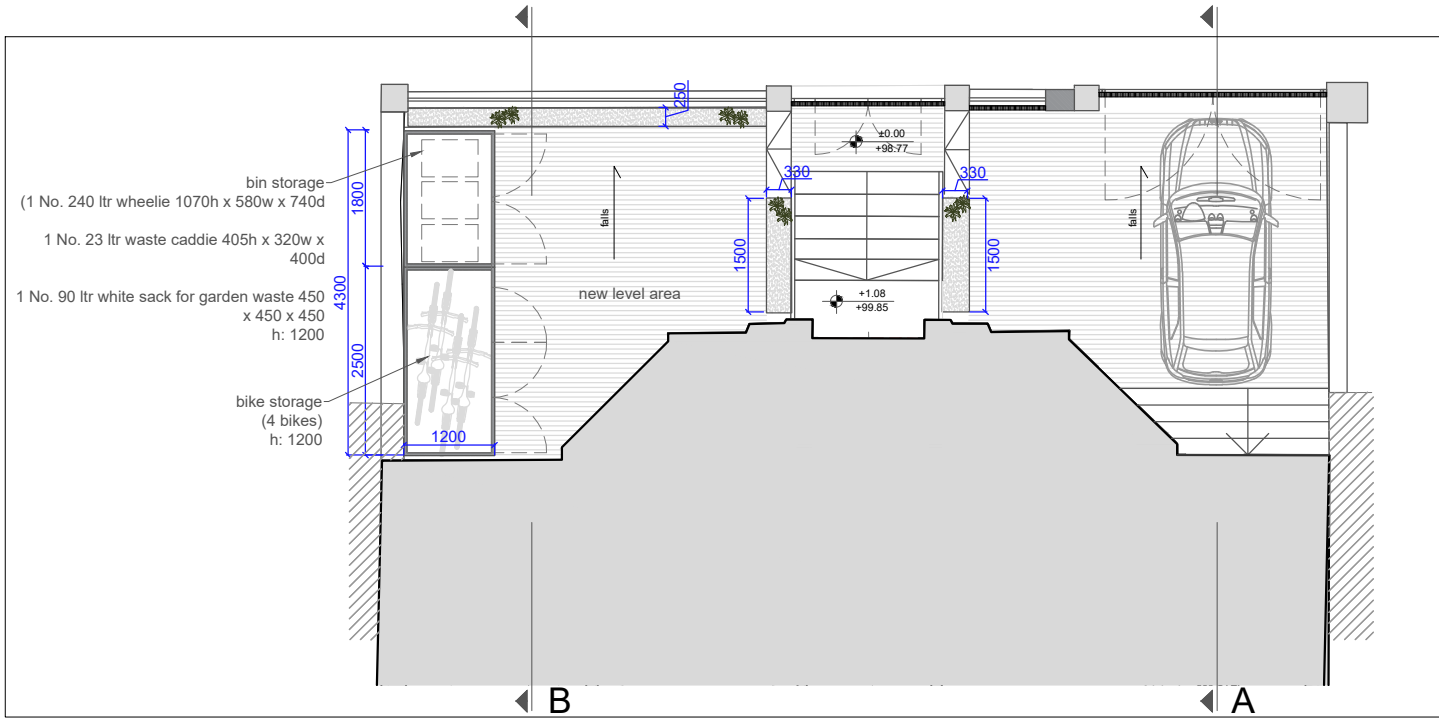 250
±0.00
+98.77
bin storage
(1 No. 240 ltr wheelie 1070h x 580w x 740d
1 No. 23 ltr waste caddie 405h x 320w x
400d
1 No. 90 ltr white sack for garden waste 450
x 450 x 450
h: 1200
bike storage
(4 bikes)
h: 1200
1800
4300
2500
1200
falls
new level area
330
1500
330
1500
+1.08
+99.85
falls
B
A